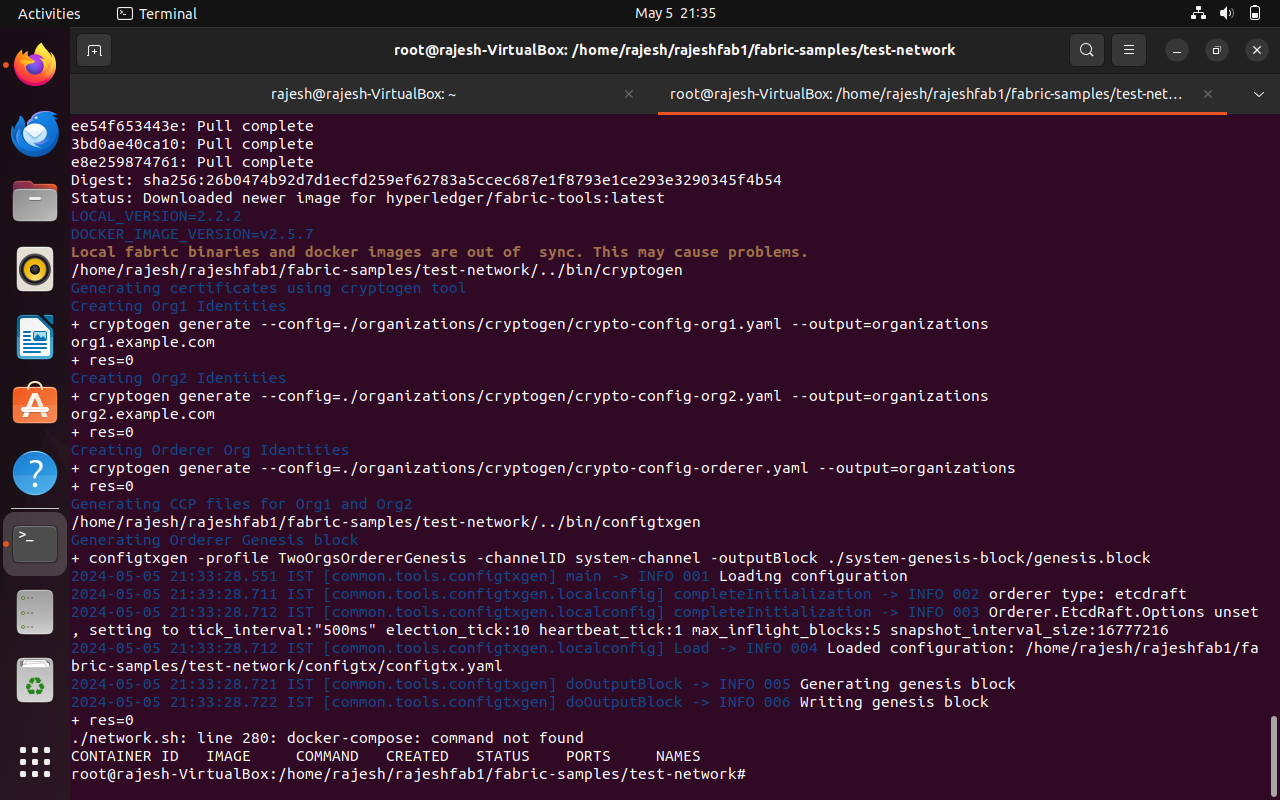 Activities
Terminal
May 5 21:35
root@rajesh-VirtualBox: /home/rajesh/rajeshfab1/fabric-samples/test-network
rajesh@rajesh-VirtualBox: ~
root@rajesh-VirtualBox: /home/rajesh/rajeshfab1/fabric-samples/test-net...
ee54f653443e: Pull complete
3bd0ae40ca10: Pull complete
e8e259874761: Pull complete
Digest: sha256:26b0474b92d7d1ecfd259ef62783a5ccec687e1f8793e1ce293e3290345f4b54
Status: Downloaded newer image for hyperledger/fabric-tools:latest
LOCAL_VERSION=2.2.2
DOCKER_IMAGE_VERSION=v2.5.7
Local fabric binaries and docker images are out of  sync. This may cause problems.
/home/rajesh/rajeshfab1/fabric-samples/test-network/../bin/cryptogen
Generating certificates using cryptogen tool
Creating Org1 Identities
+ cryptogen generate --config=./organizations/cryptogen/crypto-config-org1.yaml --output=organizations
org1.example.com
+ res=0
Creating Org2 Identities
+ cryptogen generate --config=./organizations/cryptogen/crypto-config-org2.yaml --output=organizations
org2.example.com
+ res=0
Creating Orderer Org Identities
+ cryptogen generate --config=./organizations/cryptogen/crypto-config-orderer.yaml --output=organizations
+ res=0
Generating CCP files for Org1 and Org2
/home/rajesh/rajeshfab1/fabric-samples/test-network/../bin/configtxgen
Generating Orderer Genesis block
+ configtxgen -profile TwoOrgsOrdererGenesis -channelID system-channel -outputBlock ./system-genesis-block/genesis.block
2024-05-05 21:33:28.551 IST [common.tools.configtxgen] main -> INFO 001 Loading configuration
2024-05-05 21:33:28.711 IST [common.tools.configtxgen.localconfig] completeInitialization -> INFO 002 orderer type: etcdraft
2024-05-05 21:33:28.712 IST [common.tools.configtxgen.localconfig] completeInitialization -> INFO 003 Orderer.EtcdRaft.Options unset
, setting to tick_interval:"500ms" election_tick:10 heartbeat_tick:1 max_inflight_blocks:5 snapshot_interval_size:16777216
2024-05-05 21:33:28.712 IST [common.tools.configtxgen.localconfig] Load -> INFO 004 Loaded configuration: /home/rajesh/rajeshfab1/fa
bric-samples/test-network/configtx/configtx.yaml
2024-05-05 21:33:28.721 IST [common.tools.configtxgen] doOutputBlock -> INFO 005 Generating genesis block
2024-05-05 21:33:28.722 IST [common.tools.configtxgen] doOutputBlock -> INFO 006 Writing genesis block
+ res=0
./network.sh: line 280: docker-compose: command not found
CONTAINER ID   IMAGE     COMMAND   CREATED   STATUS    PORTS     NAMES
root@rajesh-VirtualBox:/home/rajesh/rajeshfab1/fabric-samples/test-network#